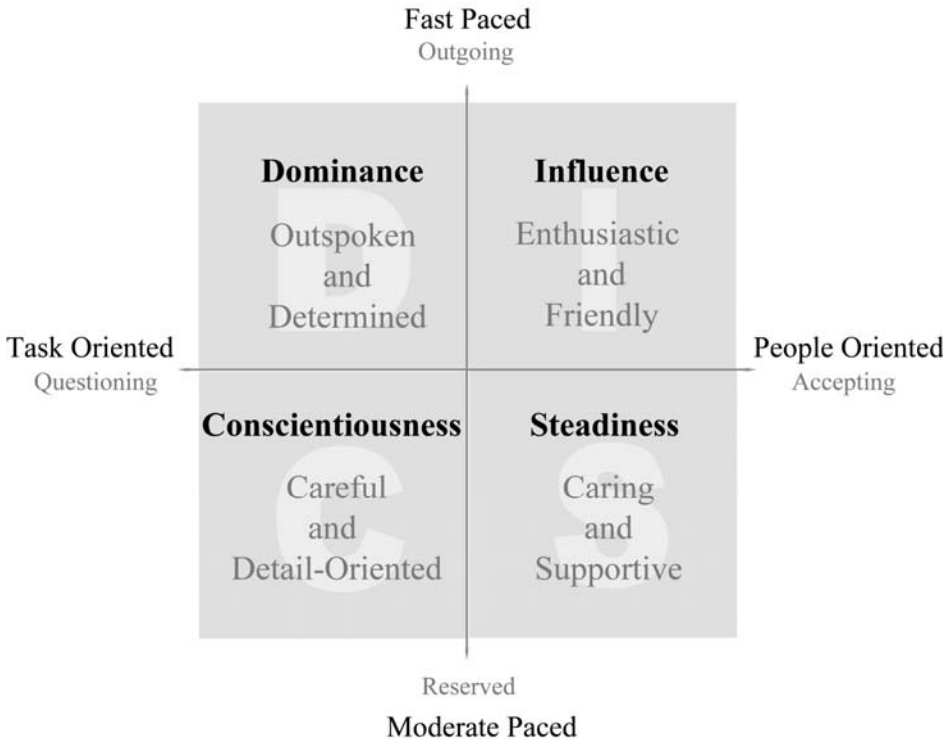 Fast Paced
Outgoing
Dominance
Outspoken
and
Determined
D
Influence
Enthusiastic
and
Friendly
I
Task Oriented
Questioning
People Oriented
Accepting
Conscientiousness
Careful
and
Detail-Oriented
C
Steadiness
Caring
and
Supportive
S
Reserved
Moderate Paced